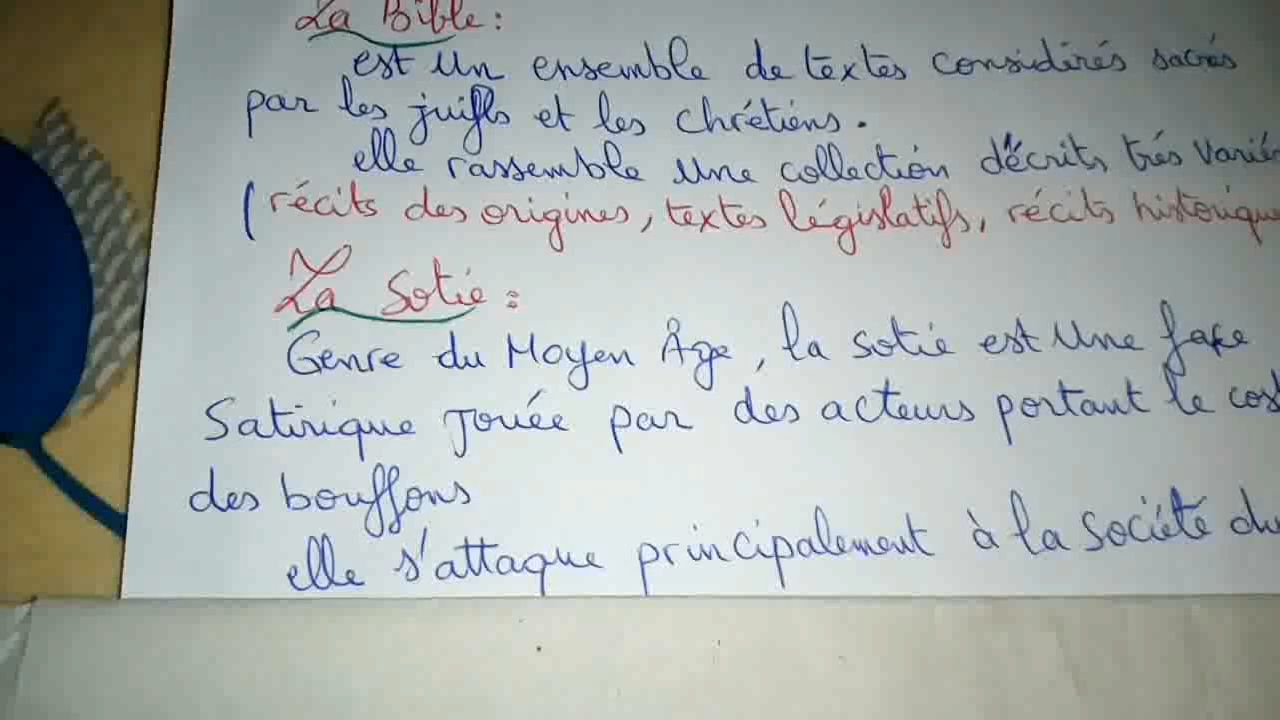 La Bible :
est un ensemble de textes considérés sacrés
par les juifs et les chrétiens.
elle rassemble une collection d'écrits très
(récits des origines, textes législatifs, récits
La Sotie :
Genre du Moyen Âge, la sotie est une
Satirique Jouée par des acteurs portant le
des bouffons
elle s'attaque principalement à la société du